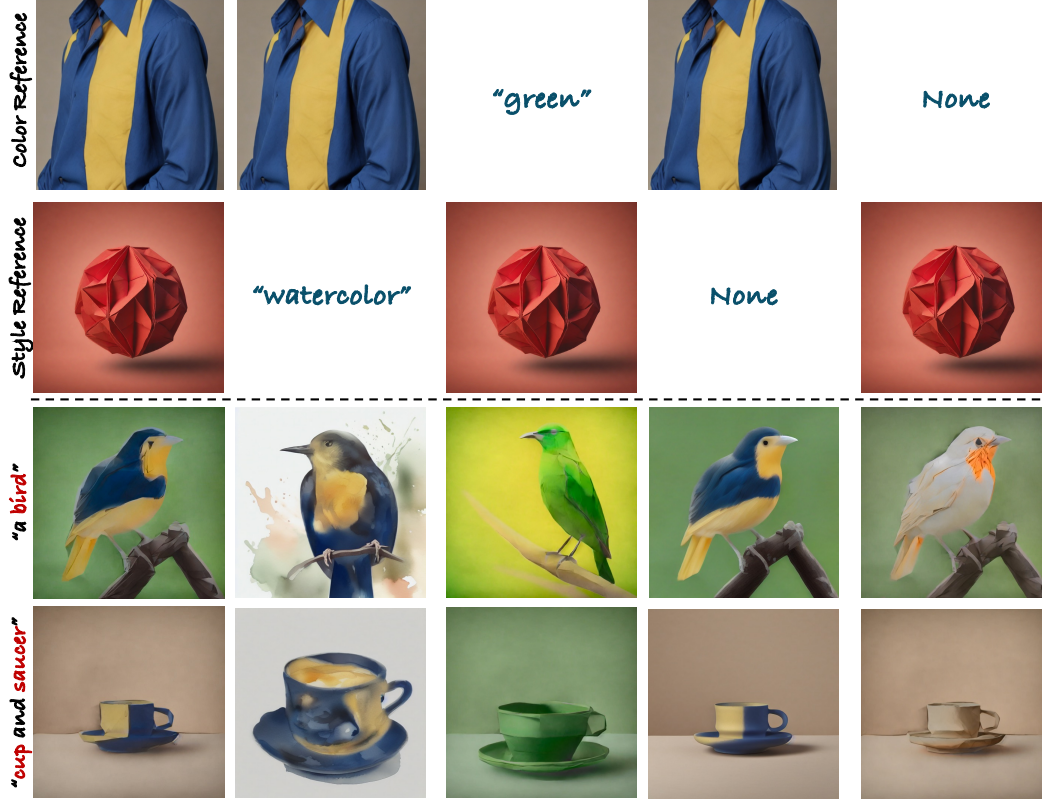 Color Reference
“green”
None
Style Reference
“watercolor”
None
“a bird”
“cup and saucer”